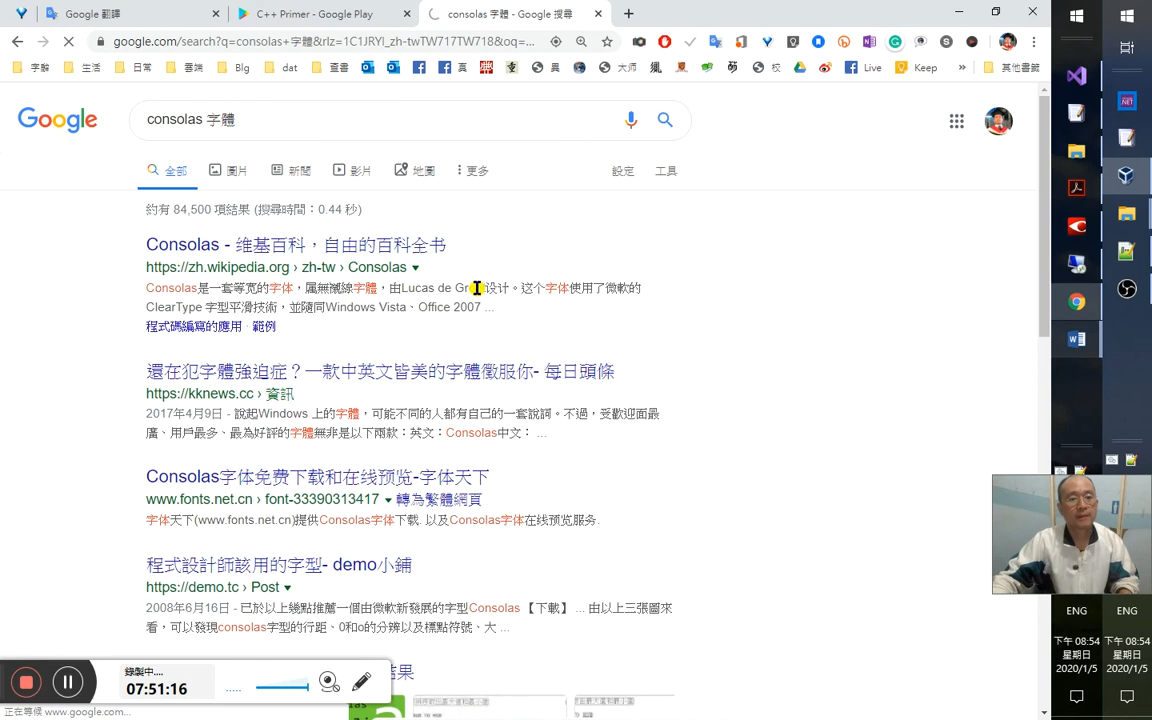 Google 翻譯
C++ Primer - Google Play
consolas 字體 - Google 搜尋
google.com/search?q=consolas+字體&rlz=1C1JRYI_zh-twTW717TW718&oq=...
字辭
生活
日常
雲端
Blg
dat
查書
真
異
大师
校
Live
Keep
其他書籤
Google
consolas 字體
全部
圖片
新聞
影片
地圖
更多
設定
工具
約有 84,500 項結果 (搜尋時間：0.44 秒)
Consolas - 维基百科，自由的百科全书
https://zh.wikipedia.org › zh-tw › Consolas
Consolas是一套等宽的字体，属無襯線字體，由Lucas de Gr 设计。这个字体使用了微軟的
ClearType 字型平滑技術，並隨同Windows Vista、Office 2007 ...
程式碼編寫的應用 · 範例
還在犯字體強迫症？一款中英文皆美的字體徵服你- 每日頭條
https://kknews.cc › 資訊
2017年4月9日 - 說起Windows 上的字體，可能不同的人都有自己的一套說詞。不過，受歡迎面最
廣、用戶最多、最為好評的字體無非是以下兩款：英文：Consolas中文： ...
Consolas字体免费下载和在线预览-字体天下
www.fonts.net.cn › font-33390313417 轉為繁體網頁
字体天下(www.fonts.net.cn)提供Consolas字体下载. 以及Consolas字体在线预览服务.
程式設計師該用的字型- demo小鋪
https://demo.tc › Post
2008年6月16日 - 已於以上幾點推薦一個由微軟新發展的字型Consolas 【下載】 ... 由以上三張圖來
看，可以發現consolas字型的行距、0和o的分辨以及標點符號、大 ...
結果
錄製中....
07:51:16
正在等候 www.google.com...
ENG
下午 08:54
星期日
2020/1/5
ENG
下午 08:54
星期日
2020/1/5